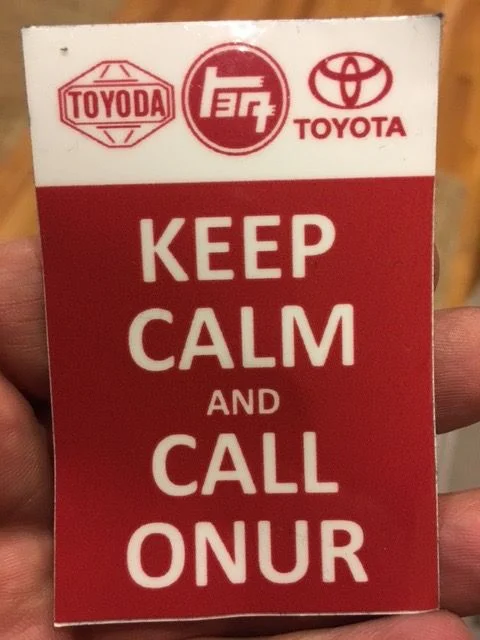 TOYODA
トヨタ
TOYOTA
KEEP
CALM
AND
CALL
ONUR